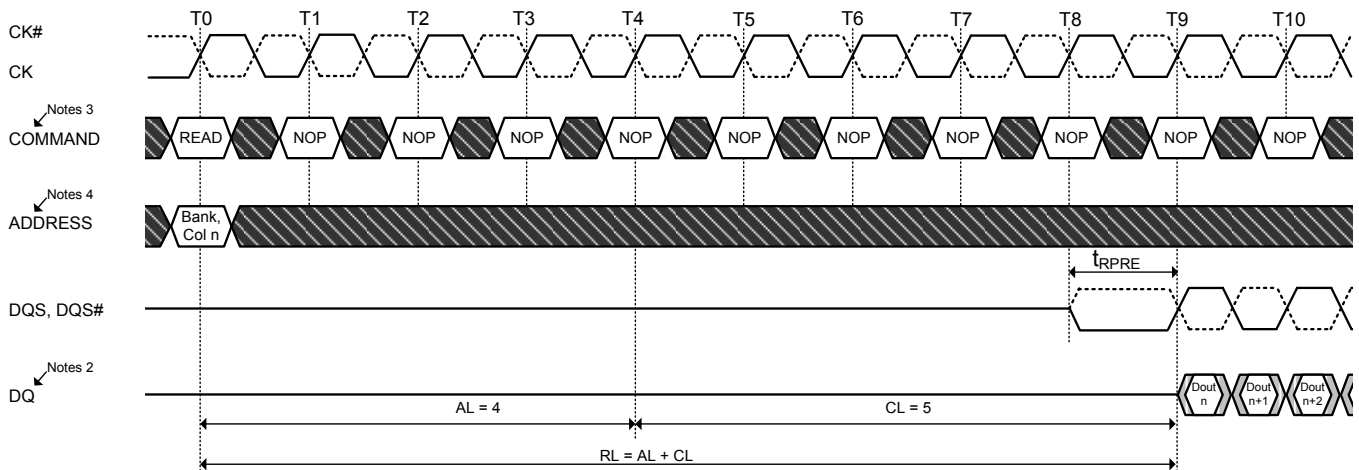 T0 T1 T2 T3 T4 T5 T6 T7 T8 T9 T10
CK#
CK
Notes 3
COMMAND
READ NOP NOP NOP NOP NOP NOP NOP NOP NOP NOP
Notes 4
ADDRESS
Bank,
Col n
tRPRE
DQS, DQS#
Notes 2
DQ
Dout
n
Dout
n+1
Dout
n+2
AL = 4
CL = 5
RL = AL + CL